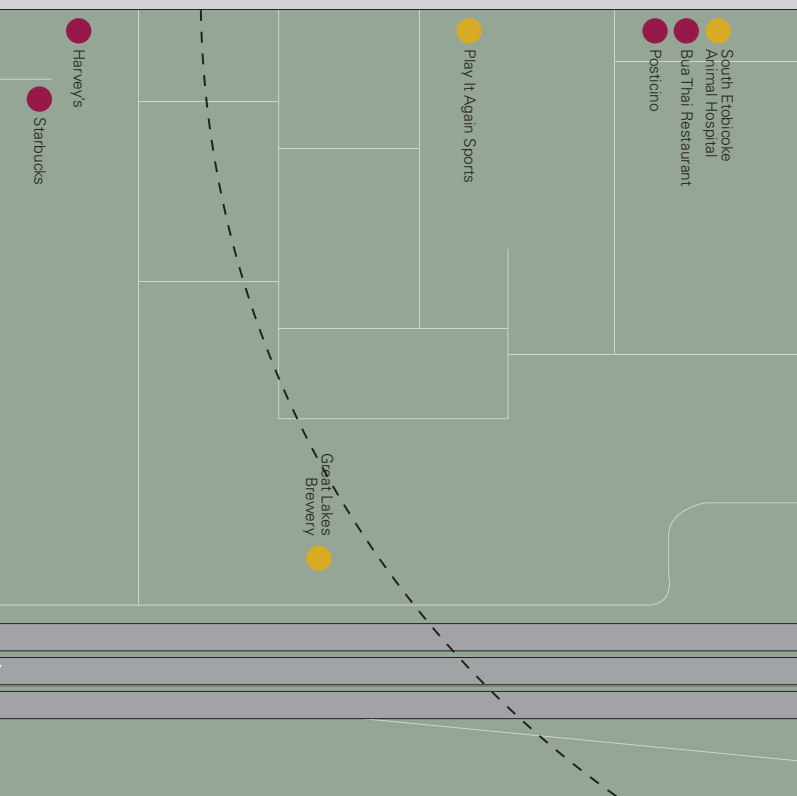 Harvey's
Starbucks
Play It Again Sports
Posticino
Bua Thai Restaurant
South Etobicoke
Animal Hospital
Great Lakes
Brewery